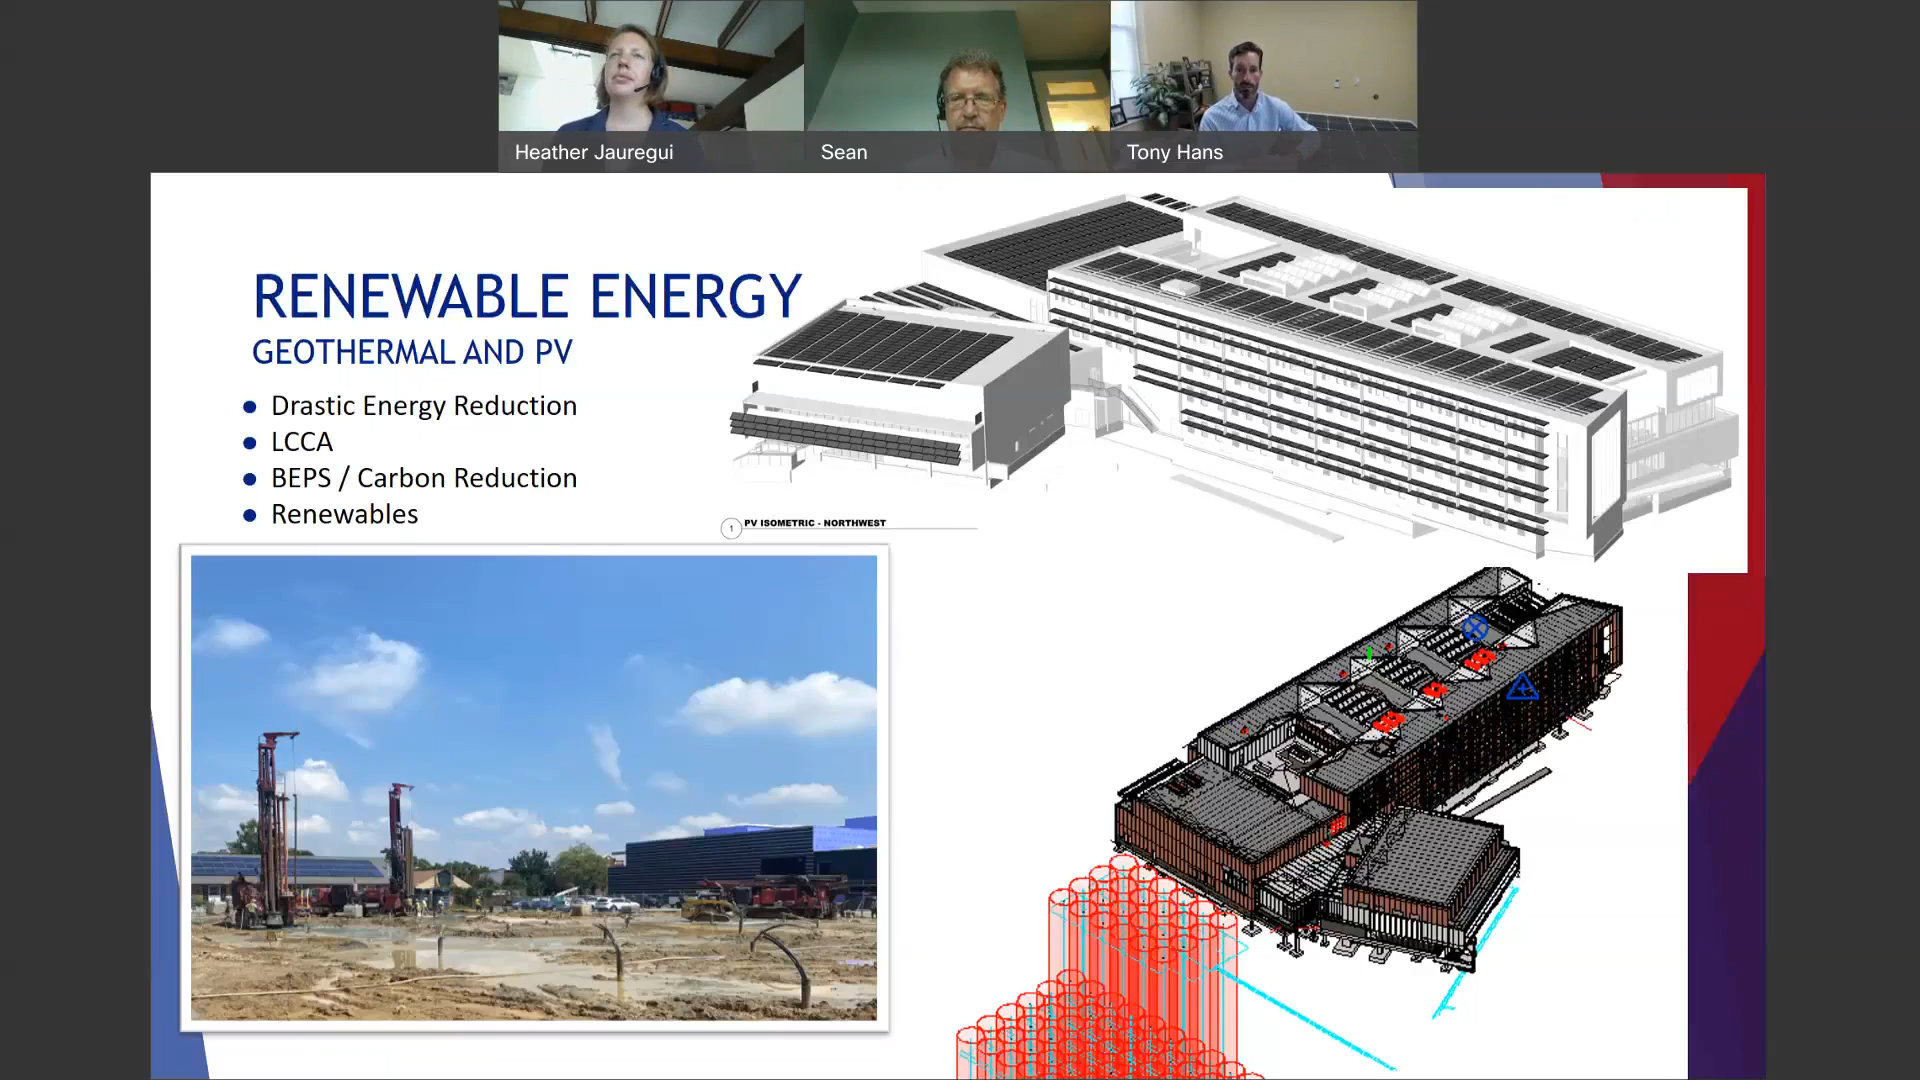 Heather Jauregui
Sean
Tony Hans
RENEWABLE ENERGY
GEOTHERMAL AND PV
Drastic Energy Reduction
LCCA
BEPS / Carbon Reduction
Renewables
1 PV ISOMETRIC - NORTHWEST